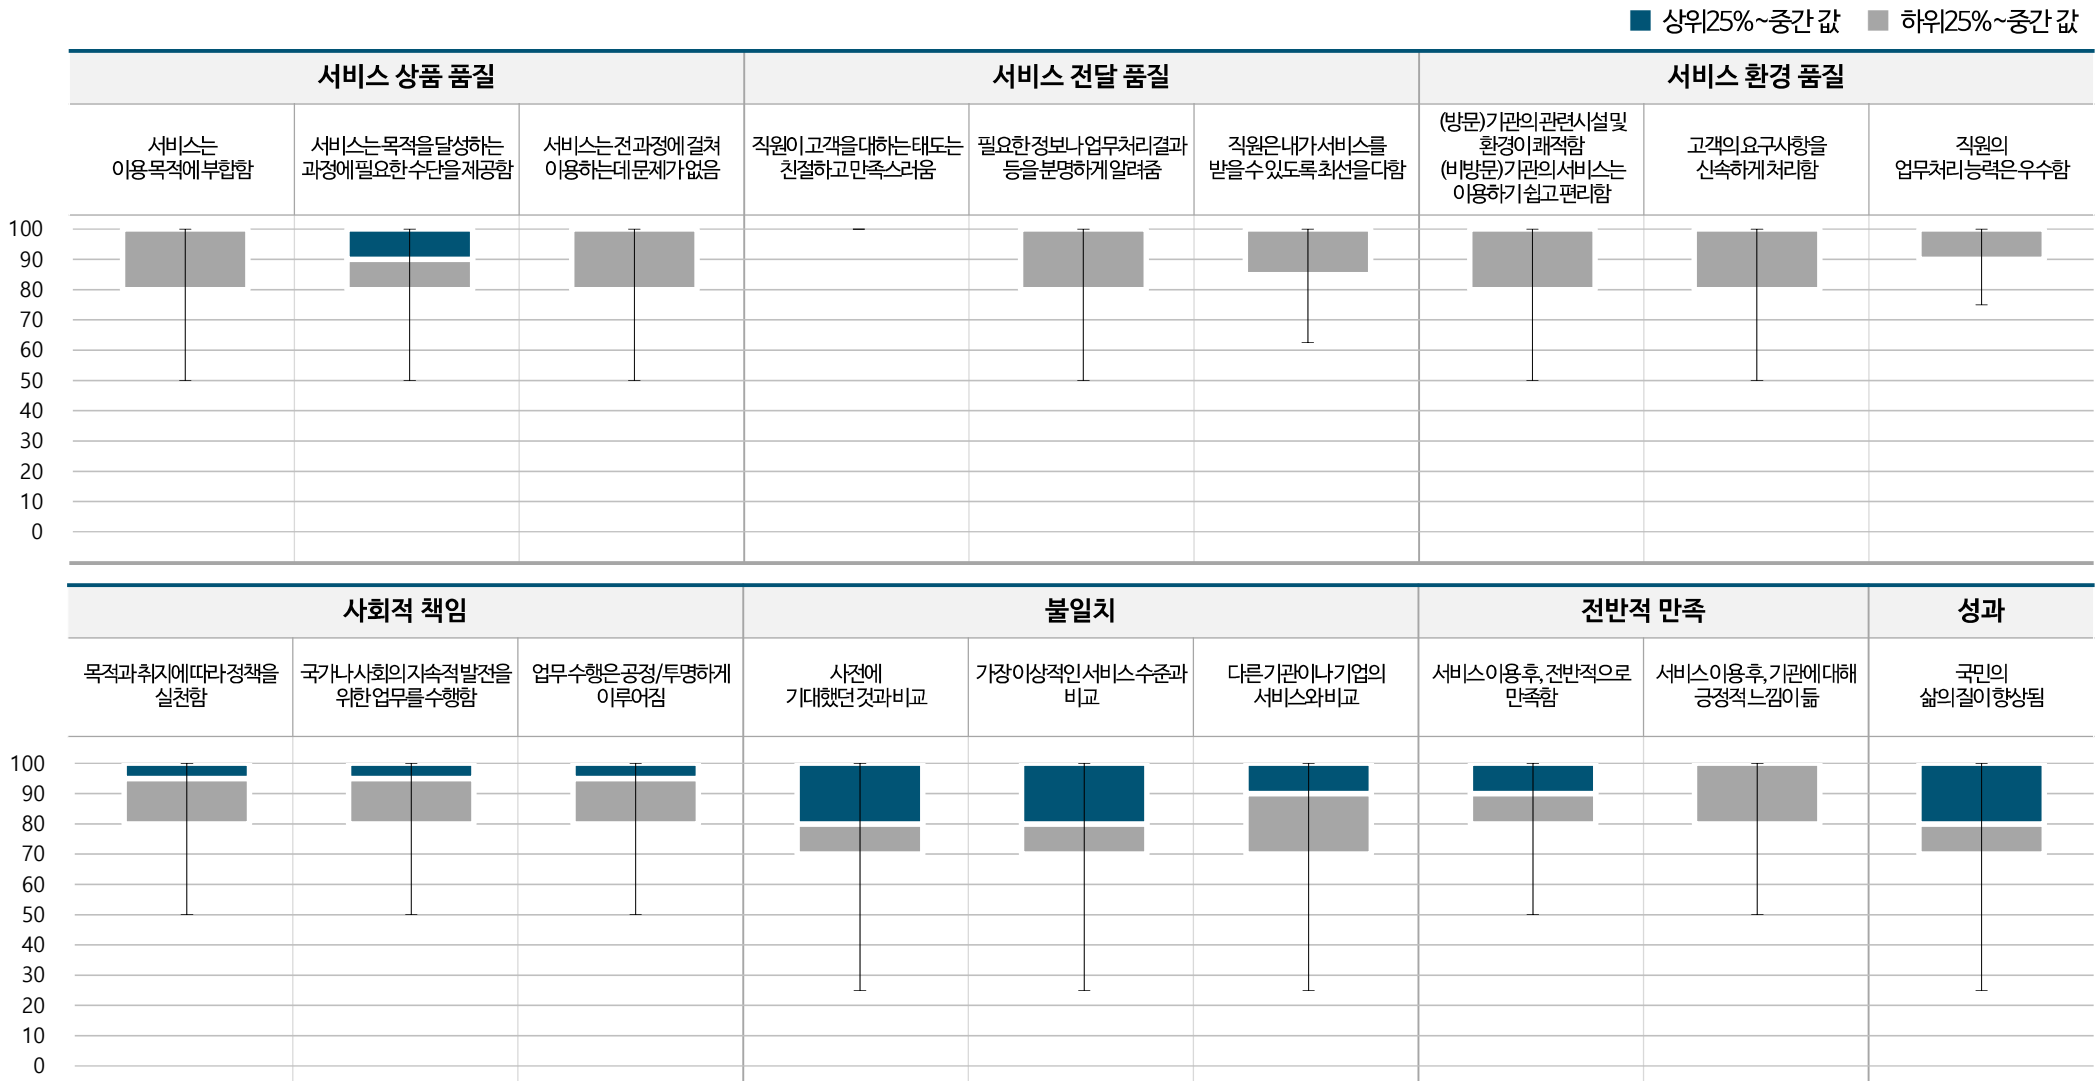 상위25%~중간 값 하위25%~중간 값
서비스 상품 품질 서비스 전달 품질 서비스 환경 품질
서비스는
이용 목적에 부합함
서비스는 목적을 달성하는
과정에 필요한 수단을 제공함
서비스는 전 과정에 걸쳐
이용하는데 문제가 없음
직원이 고객을 대하는 태도는
친절하고 만족스러움
필요한 정보나 업무처리 결과
등을 분명하게 알려줌
직원은 내가 서비스를
받을 수 있도록 최선을 다함
(방문)기관의 관련시설 및
환경이 쾌적함
(비방문)기관의 서비스는
이용하기 쉽고 편리함
고객의 요구사항을
신속하게 처리함
직원의
업무처리 능력은 우수함
100
90
80
70
60
50
40
30
20
10
0
사회적 책임 불일치 전반적 만족 성과
목적과 취지에 따라 정책을
실천함
국가나 사회의 지속적 발전을
위한 업무를 수행함
업무 수행은 공정/투명하게
이루어짐
사전에
기대했던 것과 비교
가장 이상적인 서비스 수준과
비교
다른 기관이나 기업의
서비스와 비교
서비스 이용 후, 전반적으로
만족함
서비스 이용 후, 기관에 대해
긍정적 느낌이 듦
국민의
삶의 질이 향상됨
100
90
80
70
60
50
40
30
20
10
0